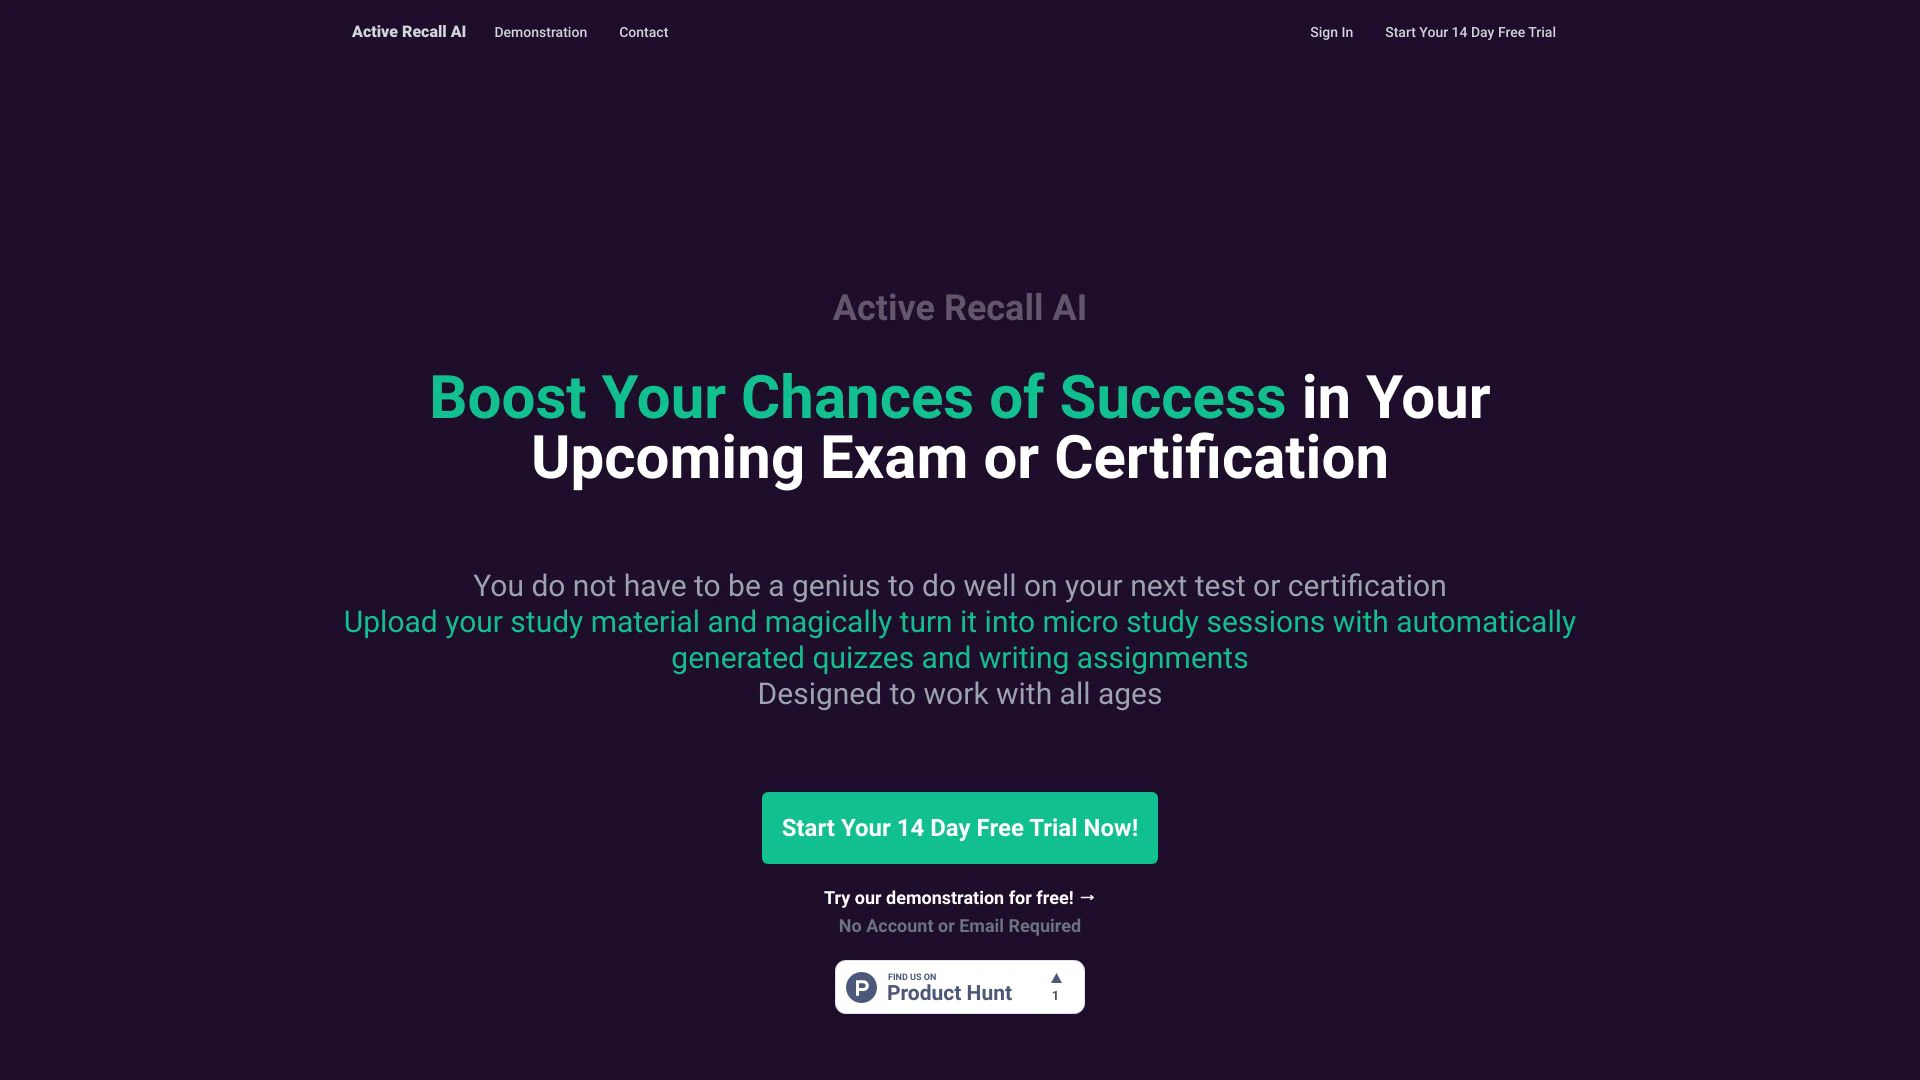 Active Recall AI
Demonstration
Contact
Sign In
Start Your 14 Day Free Trial
Active Recall AI
Boost Your Chances of Success in Your
Upcoming Exam or Certification
You do not have to be a genius to do well on your next test or certification
Upload your study material and magically turn it into micro study sessions with automatically
generated quizzes and writing assignments
Designed to work with all ages
Start Your 14 Day Free Trial Now!
Try our demonstration for free! →
No Account or Email Required
P
FIND US ON
Product Hunt
▲
1